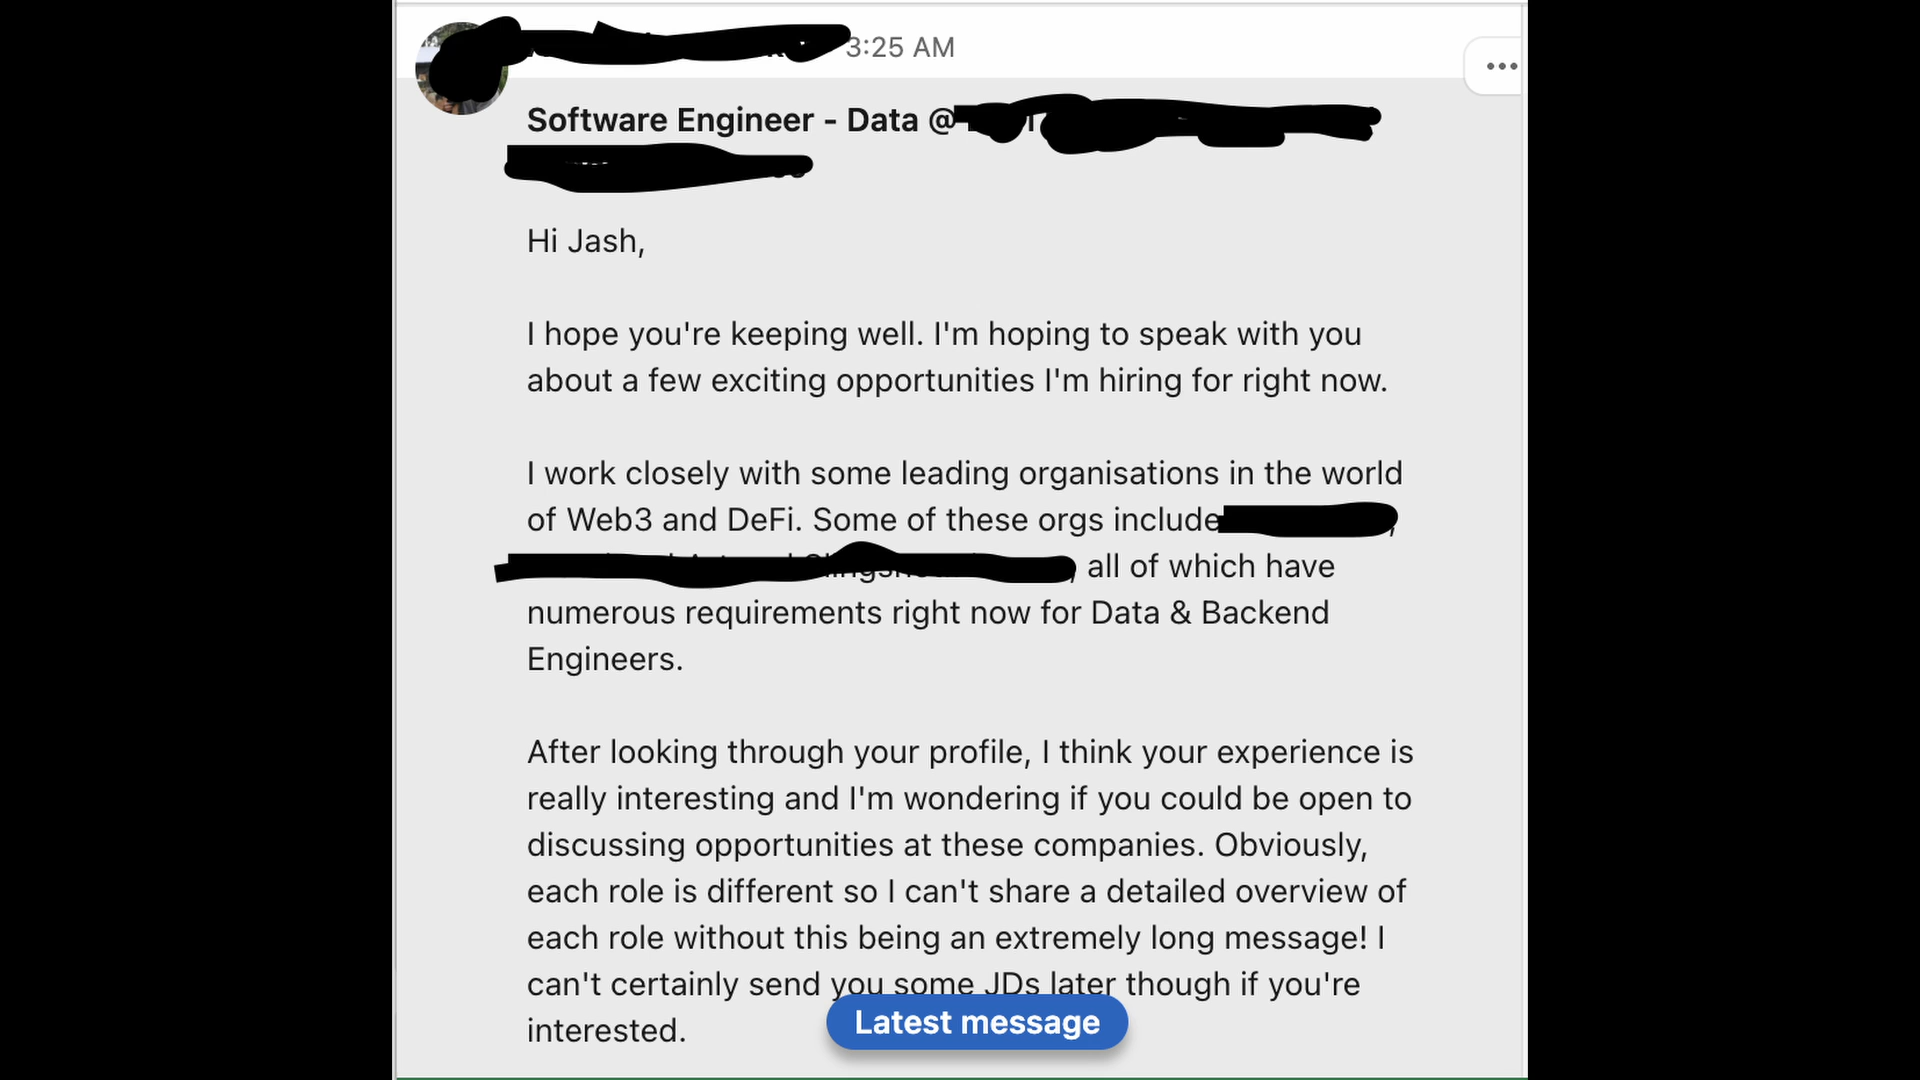 3:25 AM
Software Engineer - Data @
Hi Jash,
I hope you're keeping well. I'm hoping to speak with you
about a few exciting opportunities I'm hiring for right now.
I work closely with some leading organisations in the world
of Web3 and DeFi. Some of these orgs include
, all of which have
numerous requirements right now for Data & Backend
Engineers.
After looking through your profile, I think your experience is
really interesting and I'm wondering if you could be open to
discussing opportunities at these companies. Obviously,
each role is different so I can't share a detailed overview of
each role without this being an extremely long message! I
can't certainly send you some JDs later though if you're
interested.
Latest message